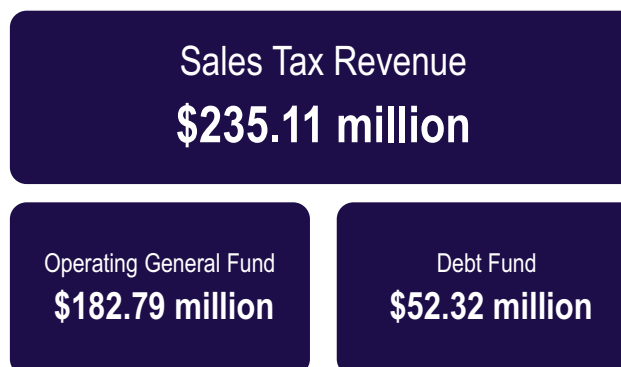 Sales Tax Revenue
$235.11 million
Operating General Fund
$182.79 million
Debt Fund
$52.32 million